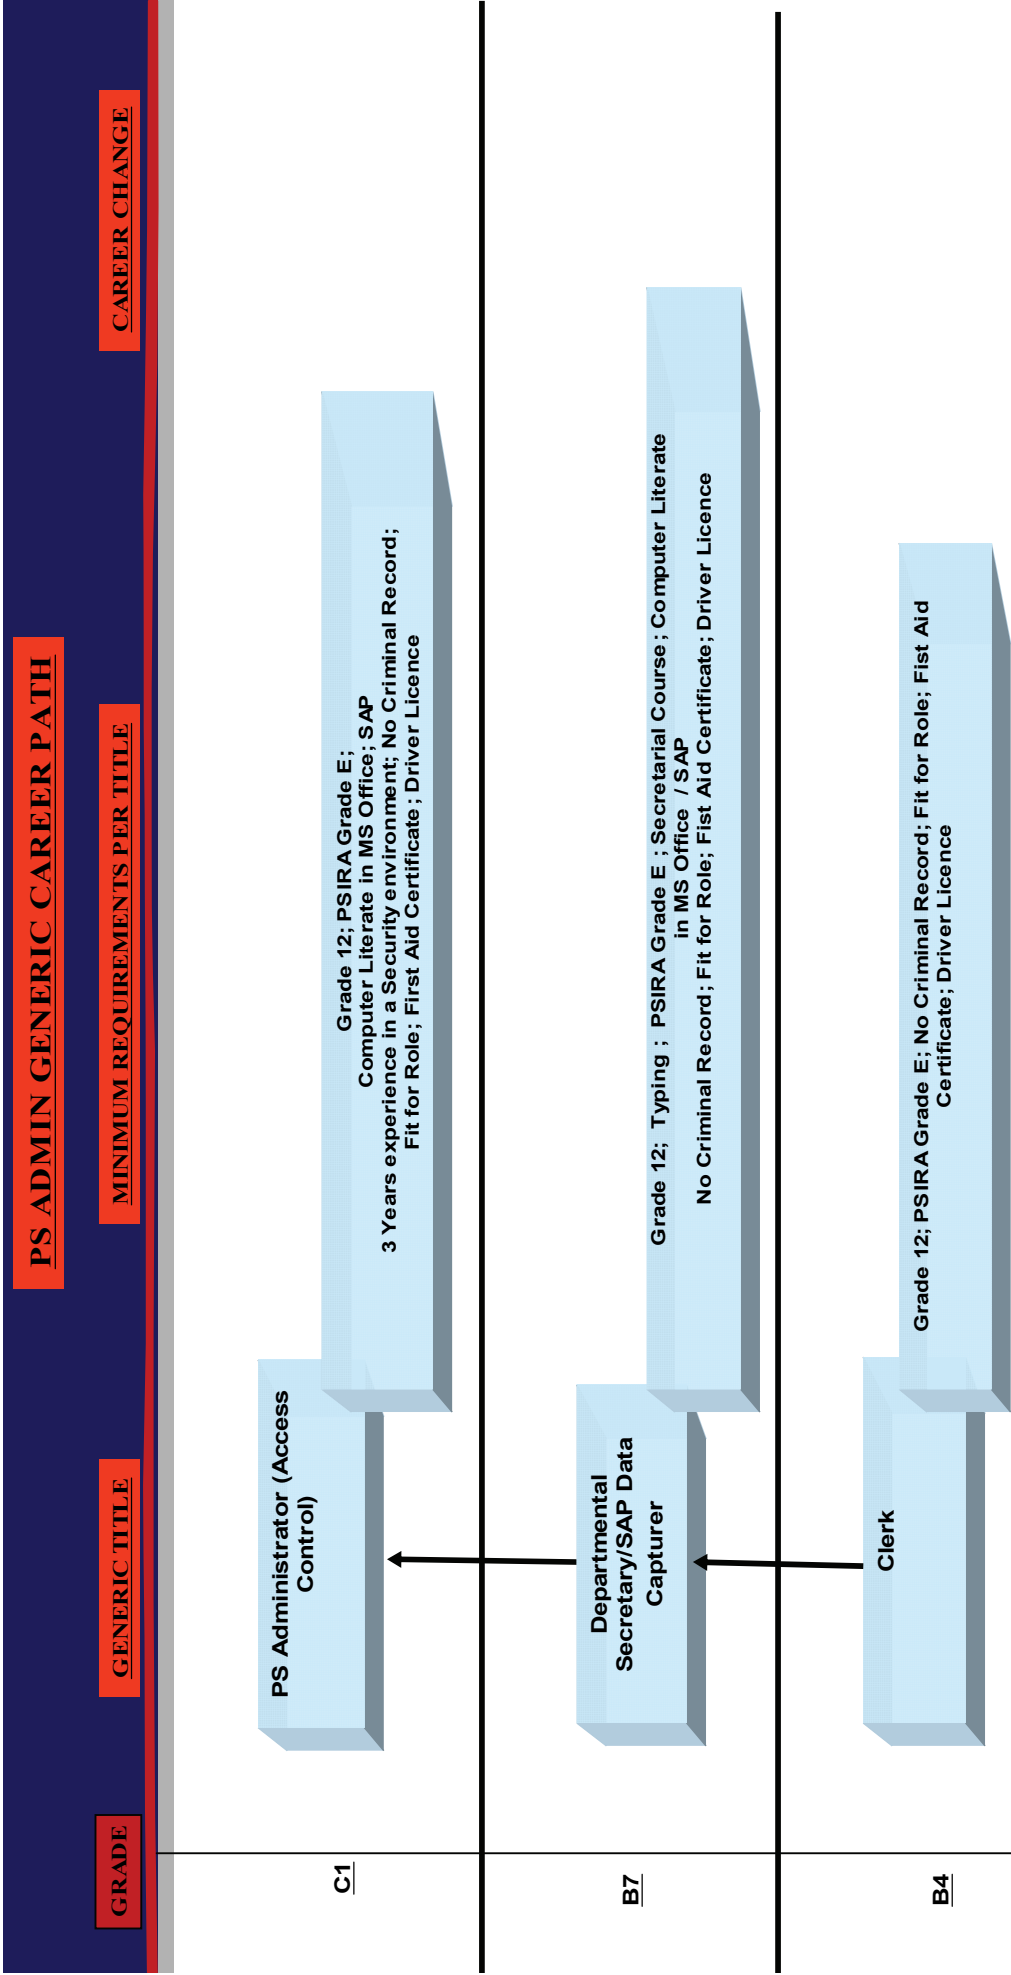 PS ADMIN GENERIC CAREER PATH
GRADE
GENERIC TITLE
MINIMUM REQUIREMENTS PER TITLE
CAREER CHANGE
C1
PS Administrator (Access
Control)
Grade 12; PSIRA Grade E;
Computer Literate in MS Office; SAP
3 Years experience in a Security environment; No Criminal Record;
Fit for Role; First Aid Certificate; Driver Licence
B7
Departmental
Secretary/SAP Data
Capturer
Grade 12; Typing ; PSIRA Grade E ; Secretarial Course ; Computer Literate
in MS Office / SAP
No Criminal Record; Fit for Role; Fist Aid Certificate; Driver Licence
B4
Clerk
Grade 12; PSIRA Grade E; No Criminal Record; Fit for Role; Fist Aid
Certificate; Driver Licence